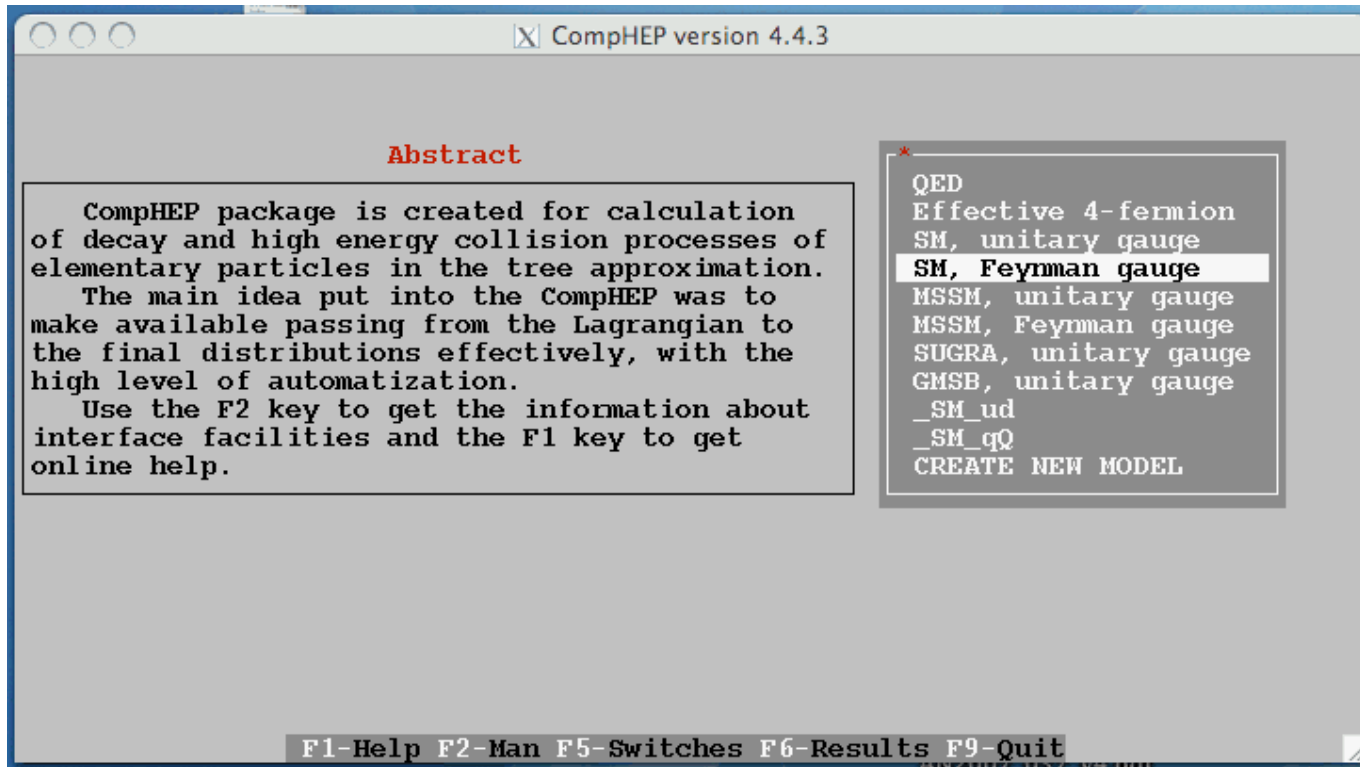 CompHEP version 4.4.3
Abstract
CompHEP package is created for calculation
of decay and high energy collision processes of
elementary particles in the tree approximation.
The main idea put into the CompHEP was to
make available passing from the Lagrangian to
the final distributions effectively, with the
high level of automatization.
Use the F2 key to get the information about
interface facilities and the F1 key to get
online help.
*
QED
Effective 4-fermion
SM, unitary gauge
SM, Feynman gauge
MSSM, unitary gauge
MSSM, Feynman gauge
SUGRA, unitary gauge
GMSB, unitary gauge
_SM_ud
_SM_qQ
CREATE NEW MODEL
F1-Help F2-Man F5-Switches F6-Results F9-Quit